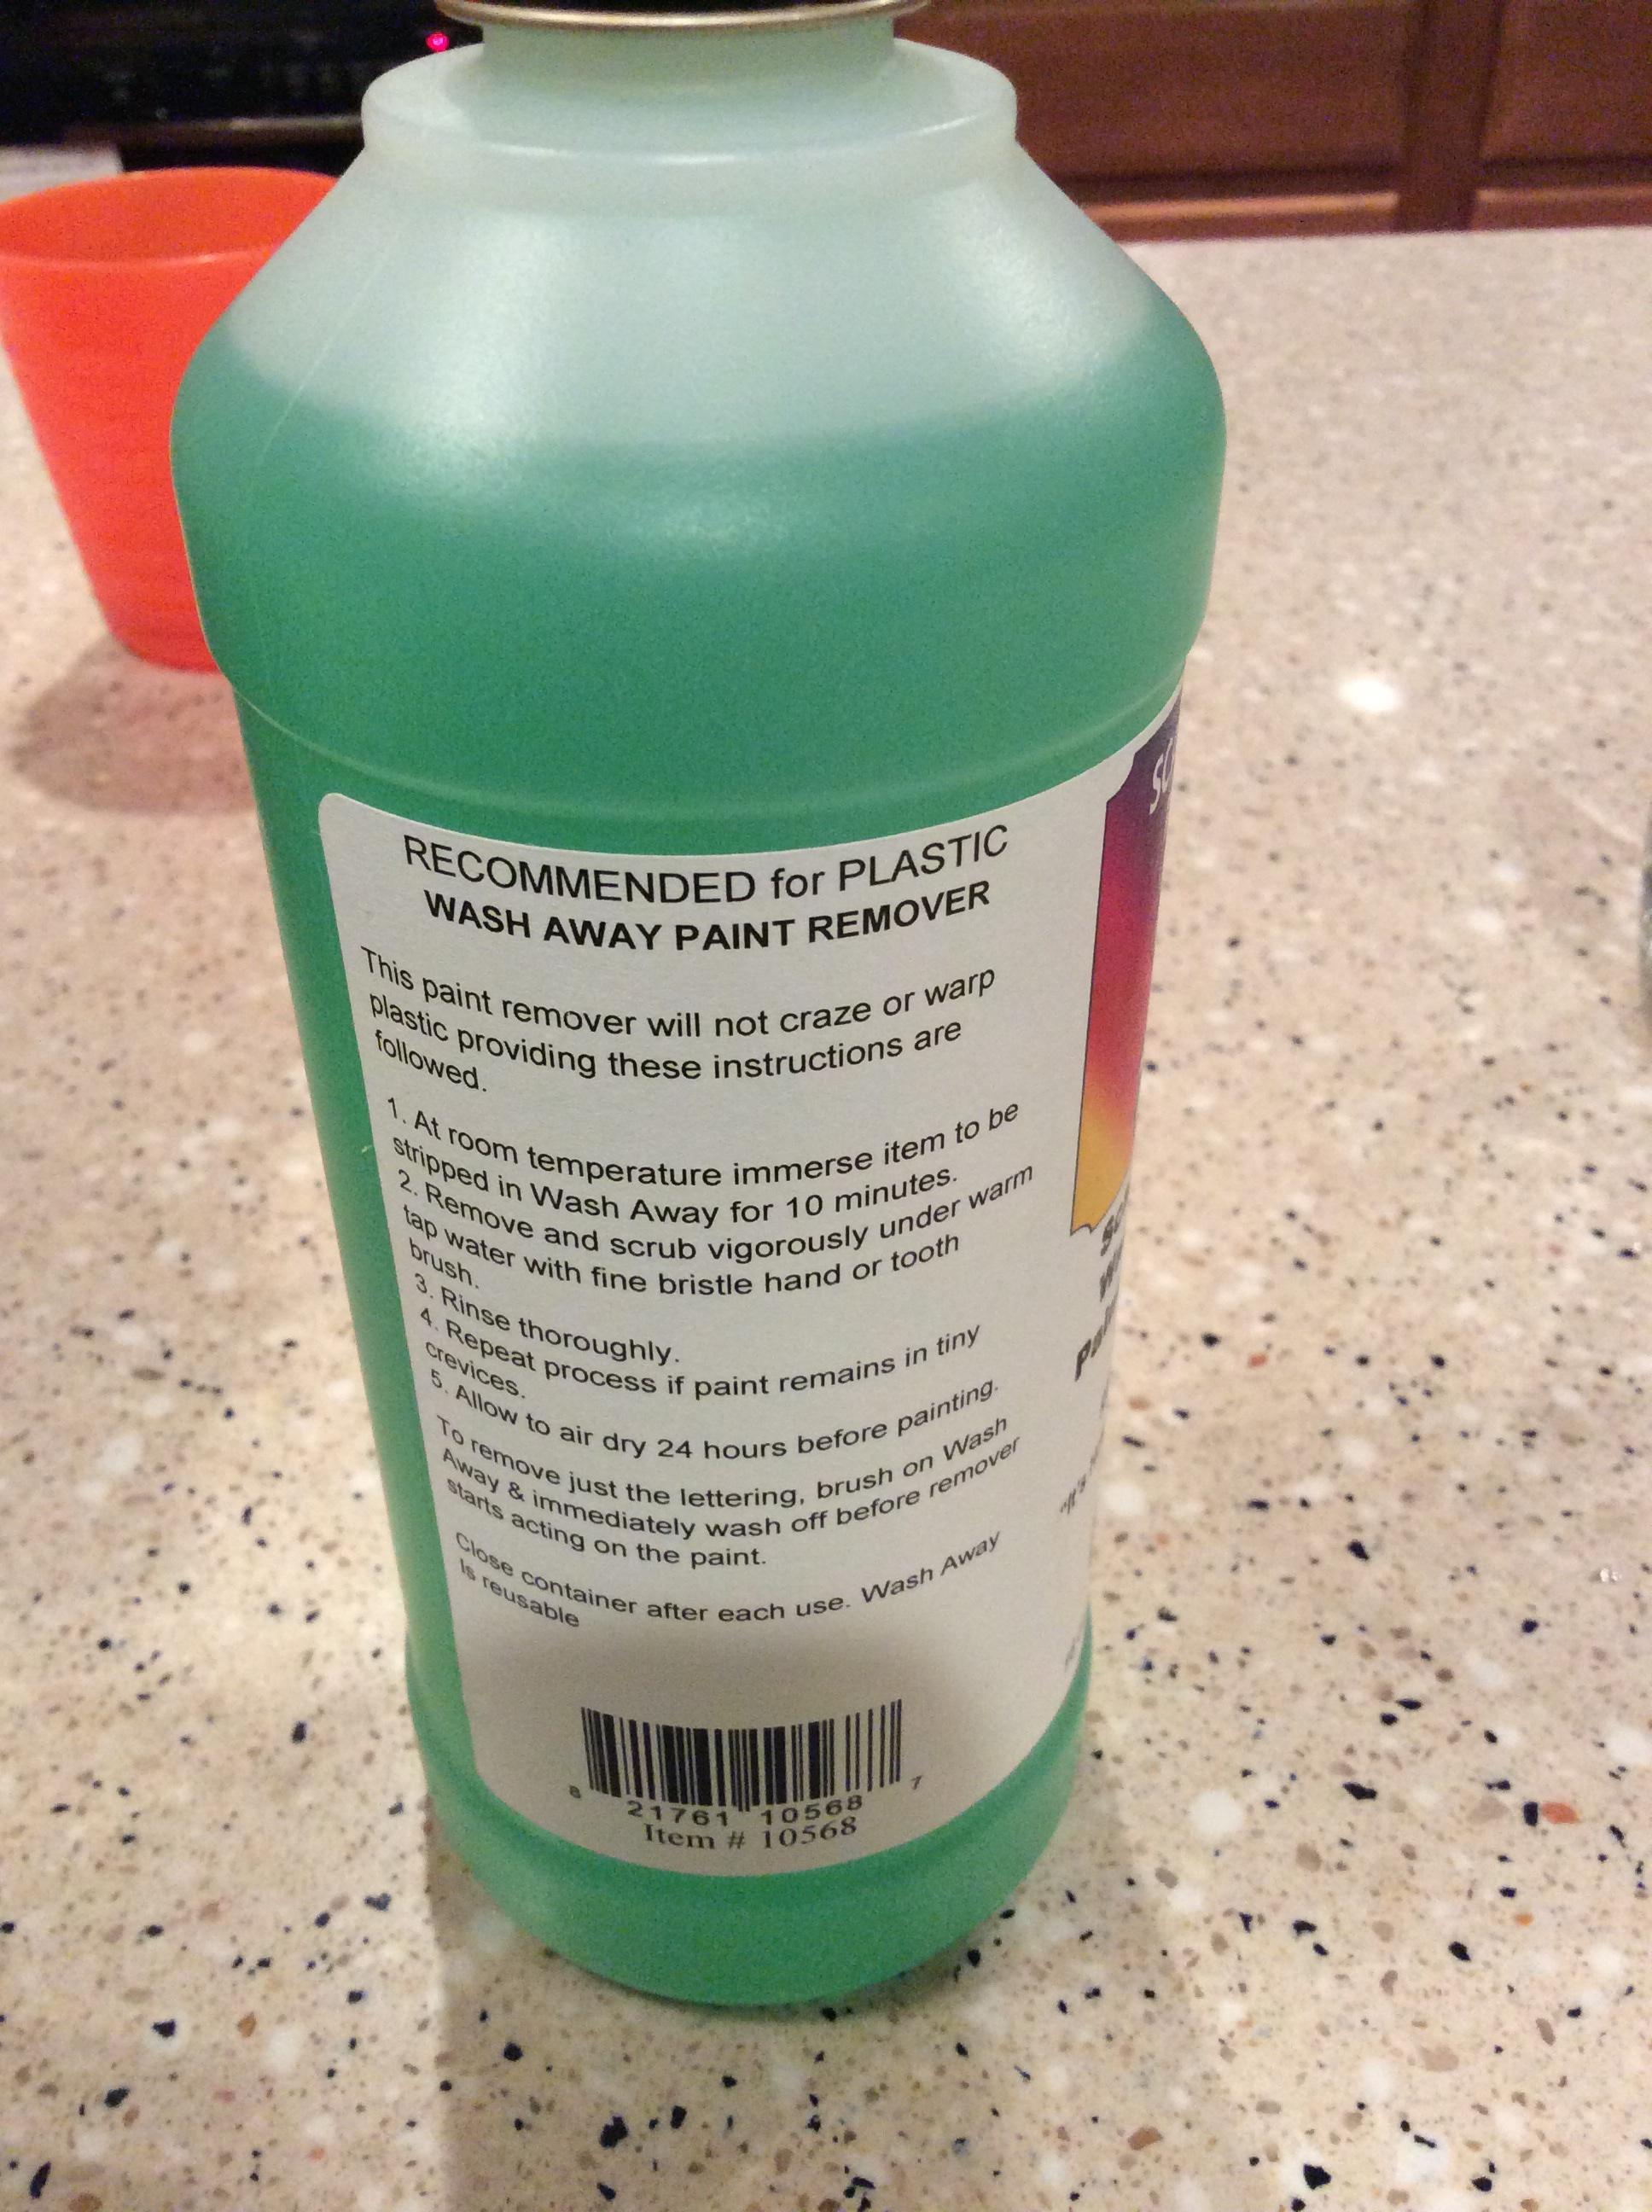 RECOMMENDED for PLASTIC
WASH AWAY PAINT REMOVER
This paint remover will not craze or warp
plastic providing these instructions are
followed.
1. At room temperature immerse item to be
stripped in Wash Away for 10 minutes.
2. Remove and scrub vigorously under warm
tap water with fine bristle hand or tooth
brush.
3. Rinse thoroughly.
4. Repeat process if paint remains in tiny
crevices.
5. Allow to air dry 24 hours before painting.
To remove just the lettering, brush on Wash
Away & immediately wash off before remover
starts acting on the paint.
Close container after each use. Wash Away
Is reusable
8 21761 10568 7
Item # 10568